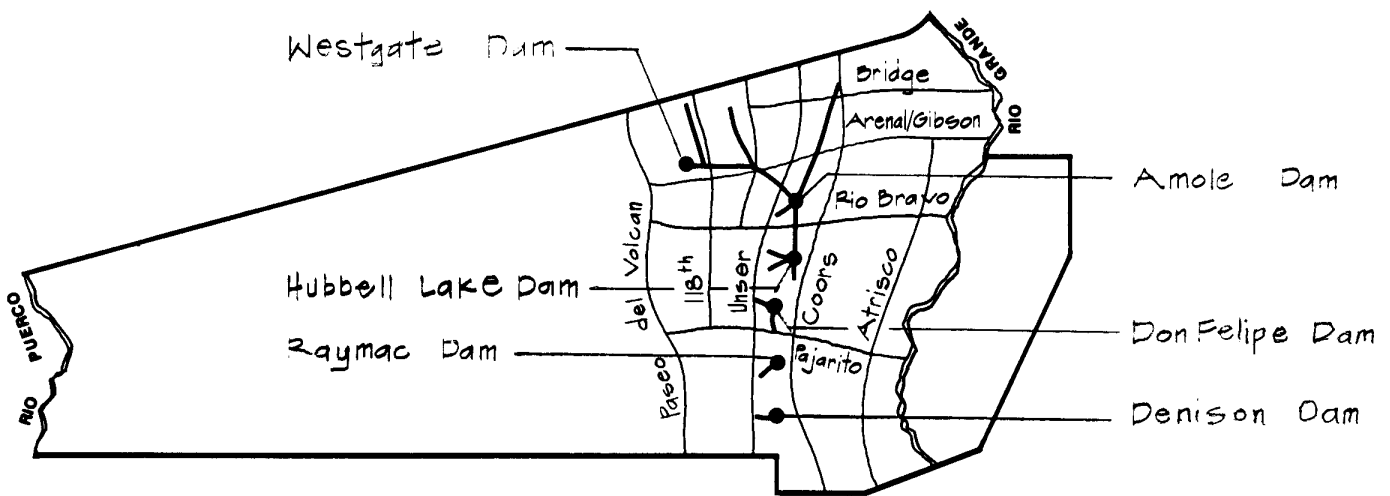 Westgate Dam
Bridge
RIO GRANDE
Arenal/Gibson
Amole Dam
Rio Bravo
Hubbell Lake Dam
Paseo del Volcan
118th
Unser
Coors
Atrisco
RIO PUERCO
Don Felipe Dam
Raymac Dam
Pajarito
Denison Dam